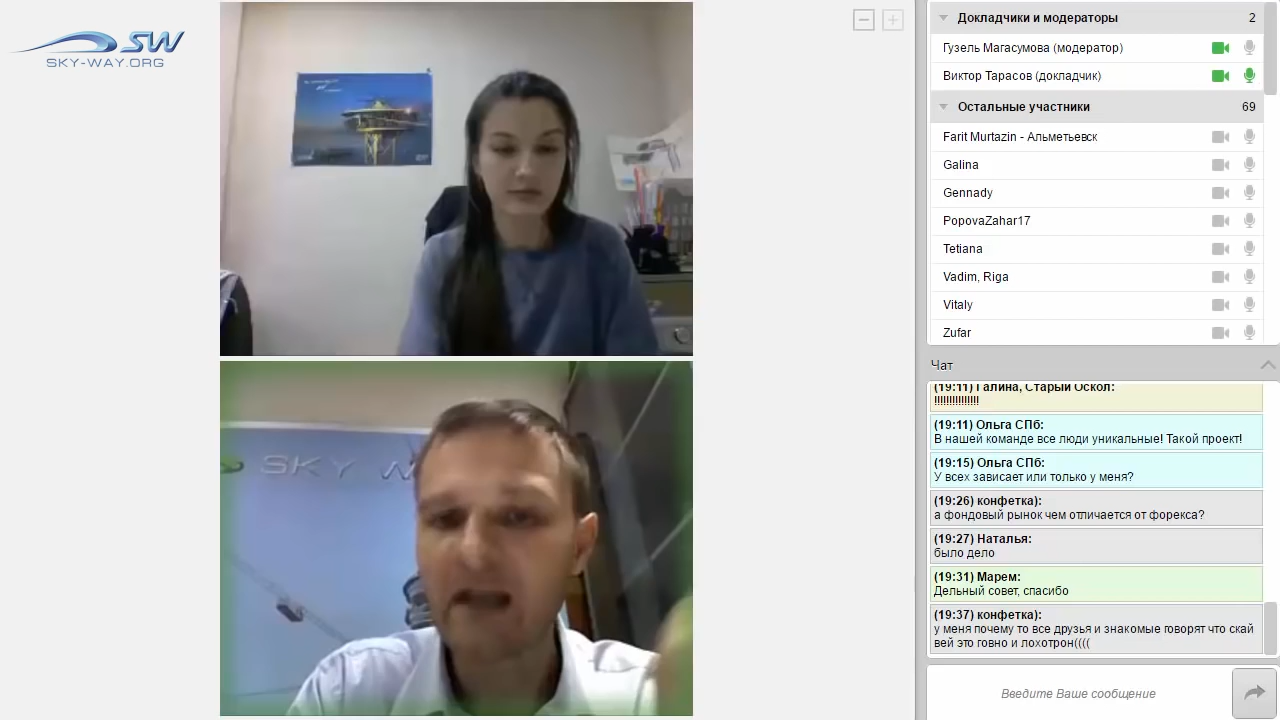 SW
SKY-WAY.ORG
SKY W
Докладчики и модераторы 2
Гузель Магасумова (модератор)
Виктор Тарасов (докладчик)
Остальные участники 69
Farit Murtazin - Альметьевск
Galina
Gennady
PopovaZahar17
Tetiana
Vadim, Riga
Vitaly
Zufar
Чат
(19:11) Галина, Старый Оскол:
!!!!!!!!!!!!!!!
(19:11) Ольга СПб:
В нашей команде все люди уникальные! Такой проект!
(19:15) Ольга СПб:
У всех зависает или только у меня?
(19:26) конфетка):
а фондовый рынок чем отличается от форекса?
(19:27) Наталья:
было дело
(19:31) Марем:
Дельный совет, спасибо
(19:37) конфетка):
у меня почему то все друзья и знакомые говорят что скай
вей это говно и лохотрон((((
Введите Ваше сообщение